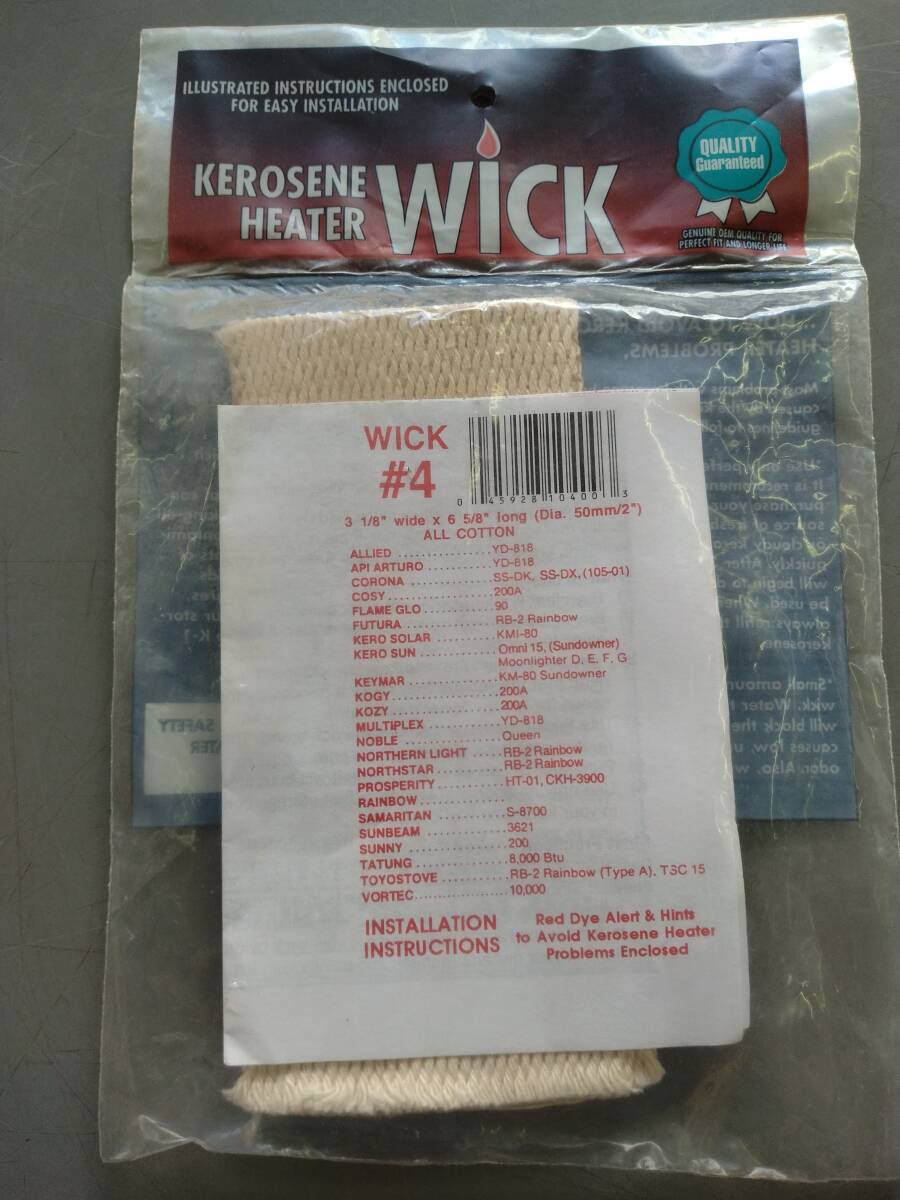 ILLUSTRATED INSTRUCTIONS ENCLOSED
FOR EASY INSTALLATION
KEROSENE
HEATER
WICK
QUALITY
Guaranteed
GENUINE OEM QUALITY FOR
PERFECT FIT AND LONGER LIFE
WICK
#4
0 45928 10400 3
3 1/8" wide x 6 5/8" long (Dia. 50mm/2")
ALL COTTON
ALLIED ................YD-818
API ARTURO ...........YD-818
CORONA ..............SS-DK, SS-DX, (105-01)
COSY..................200A
FLAME GLO............90
FUTURA ..............RB-2 Rainbow
KERO SOLAR ..........KMI-80
KERO SUN .............Omni 15, (Sundowner)
Moonlighter D, E, F, G
KEYMAR ..............KM-80 Sundowner
KOGY..................200A
KOZY..................200A
MULTIPLEX ............YD-818
NOBLE ................Queen
NORTHERN LIGHT .....RB-2 Rainbow
NORTHSTAR...........RB-2 Rainbow
PROSPERITY...........HT-01, CKH-3900
RAINBOW..............
SAMARITAN ...........S-8700
SUNBEAM .............3621
SUNNY ................200
TATUNG ...............8,000 Btu
TOYOSTOVE ...........RB-2 Rainbow (Type A), TSC 15
VORTEC................10,000
INSTALLATION
INSTRUCTIONS
Red Dye Alert & Hints
to Avoid Kerosene Heater
Problems Enclosed